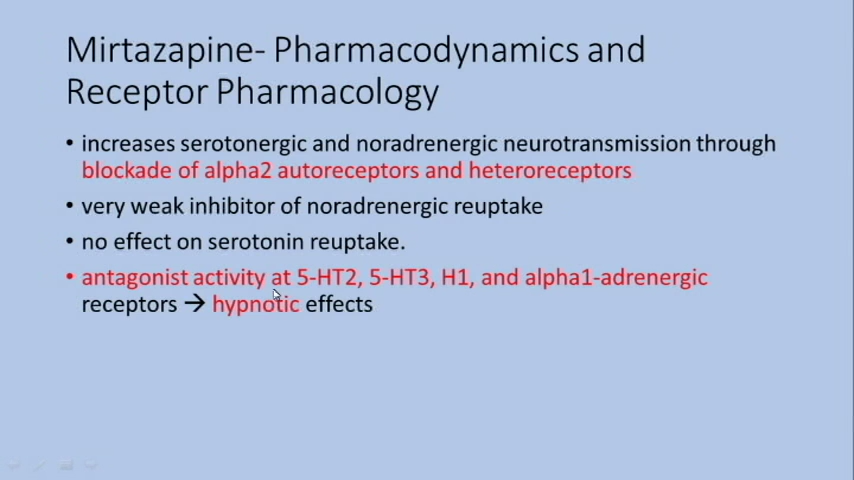 Mirtazapine- Pharmacodynamics and
Receptor Pharmacology
• increases serotonergic and noradrenergic neurotransmission through
blockade of alpha2 autoreceptors and heteroreceptors
• very weak inhibitor of noradrenergic reuptake
• no effect on serotonin reuptake.
• antagonist activity at 5-HT2, 5-HT3, H1, and alpha1-adrenergic
receptors → hypnotic effects